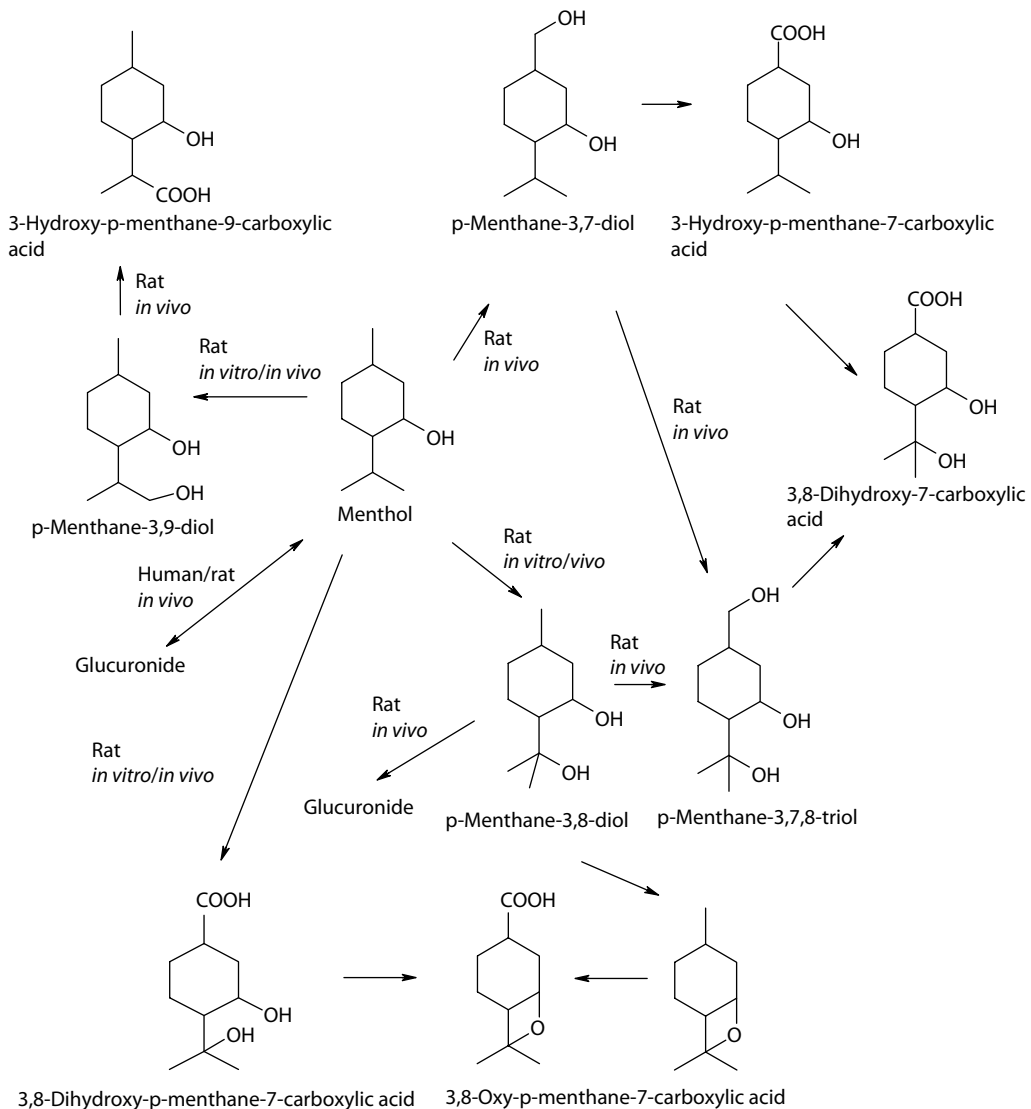 OH
COOH
OH
OH
OH
COOH
3-Hydroxy-p-menthane-9-carboxylic
acid
p-Menthane-3,7-diol
3-Hydroxy-p-menthane-7-carboxylic
acid
Rat
in vivo
COOH
Rat
in vitro/in vivo
Rat
in vivo
Rat
in vivo
OH
OH
OH
OH
OH
p-Menthane-3,9-diol
Menthol
3,8-Dihydroxy-7-carboxylic
acid
Rat
in vitro/vivo
Human/rat
in vivo
OH
Glucuronide
Rat
in vivo
Rat
in vivo
OH
OH
Rat
in vitro/in vivo
OH
OH
Glucuronide
p-Menthane-3,8-diol
p-Menthane-3,7,8-triol
COOH
COOH
OH
OH
O
O
3,8-Dihydroxy-p-menthane-7-carboxylic acid
3,8-Oxy-p-menthane-7-carboxylic acid